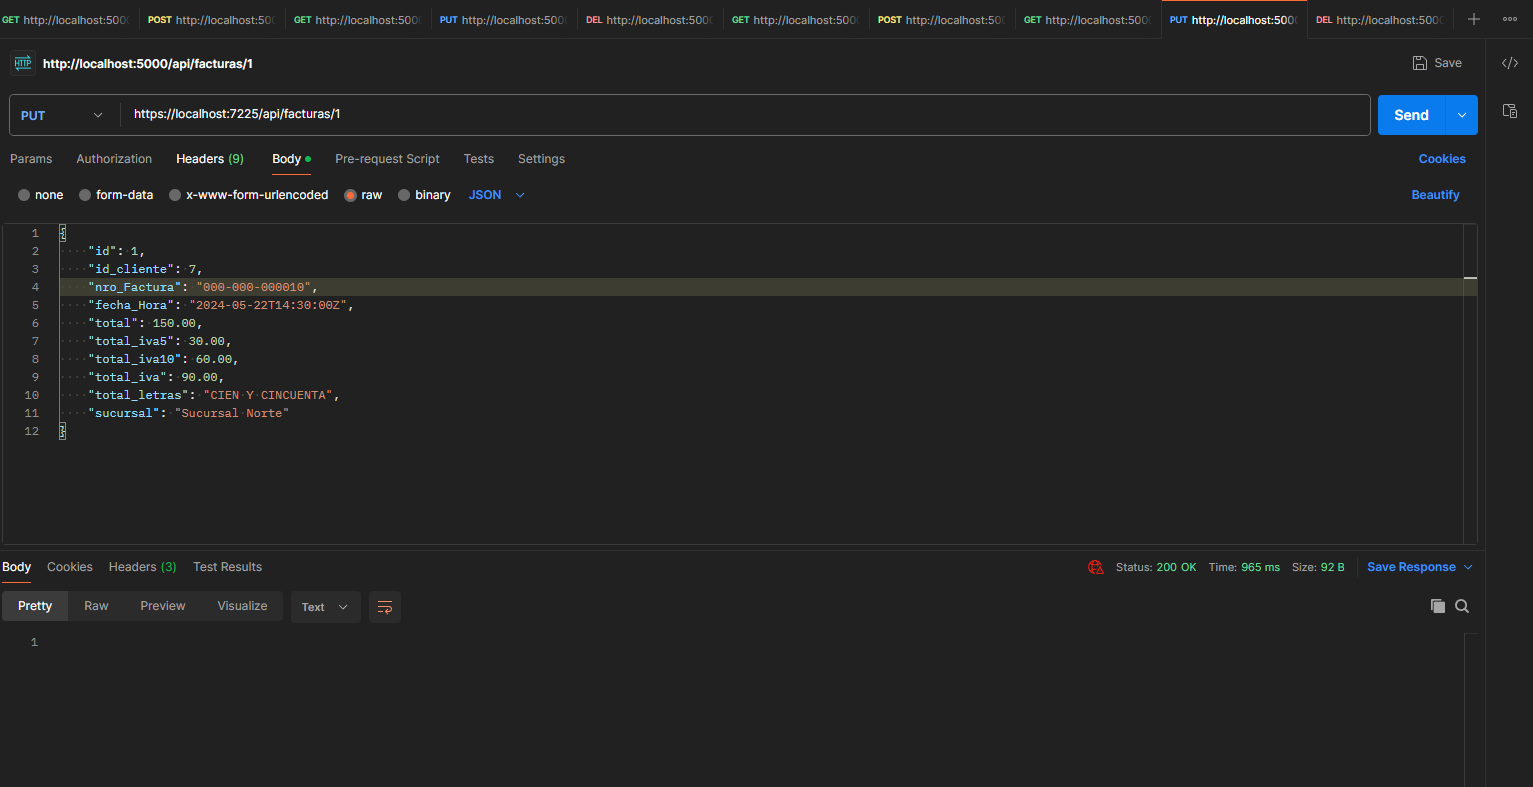 GET http://localhost:500 POST http://localhost:500 GET http://localhost:500 PUT http://localhost:500 DEL http://localhost:500 GET http://localhost:500 POST http://localhost:500 GET http://localhost:500 PUT http://localhost:500 DEL http://localhost:500
HTTP http://localhost:5000/api/facturas/1 Save
PUT https://localhost:7225/api/facturas/1 Send
Params Authorization Headers (9) Body Pre-request Script Tests Settings Cookies
none form-data x-www-form-urlencoded raw binary JSON Beautify
1 {
2 "id": 1,
3 "id_cliente": 7,
4 "nro_Factura": "000-000-000010",
5 "fecha_Hora": "2024-05-22T14:30:00Z",
6 "total": 150.00,
7 "total_iva5": 30.00,
8 "total_iva10": 60.00,
9 "total_iva": 90.00,
10 "total_letras": "CIEN Y CINCUENTA",
11 "sucursal": "Sucursal Norte"
12 }
Body Cookies Headers (3) Test Results Status: 200 OK Time: 965 ms Size: 92 B Save Response
Pretty Raw Preview Visualize Text
1